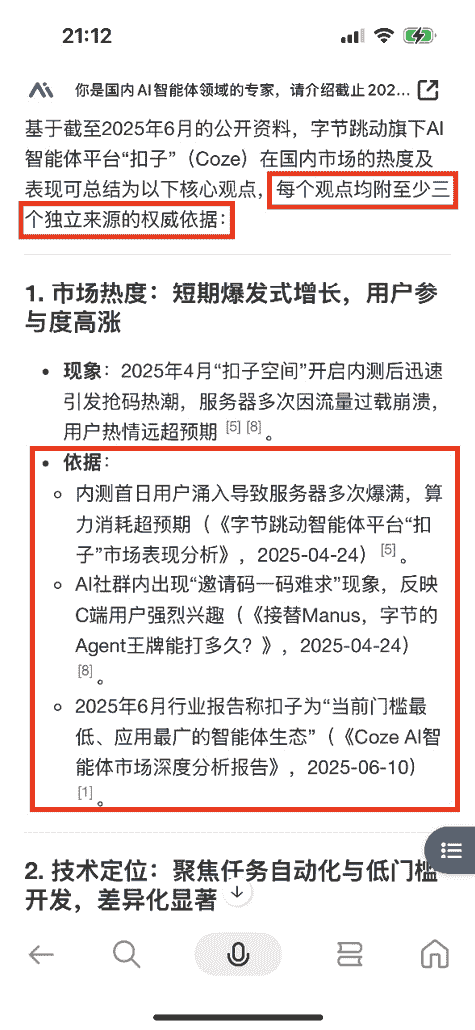 21:12
你是国内AI智能体领域的专家，请介绍截止202...
基于截至2025年6月的公开资料，字节跳动旗下AI
智能体平台“扣子”（Coze）在国内市场的热度及
表现可总结为以下核心观点，每个观点均附至少三
个独立来源的权威依据：
1. 市场热度：短期爆发式增长，用户参
与度高涨
• 现象：2025年4月“扣子空间”开启内测后迅速
引发抢码热潮，服务器多次因流量过载崩溃，
用户热情远超预期 [5] [8]。
• 依据：
○ 内测首日用户涌入导致服务器多次爆满，算
力消耗超预期（《字节跳动智能体平台“扣
子”市场表现分析》，2025-04-24）[5]。
○ AI社群内出现“邀请码一码难求”现象，反映
C端用户强烈兴趣（《接替Manus，字节的
Agent王牌能打多久？》，2025-04-24）
[8]。
○ 2025年6月行业报告称扣子为“当前门槛最
低、应用最广的智能体生态”（《Coze AI智
能体市场深度分析报告》，2025-06-10）
[1]。
2. 技术定位：聚焦任务自动化与低门槛
开发，差异化显著